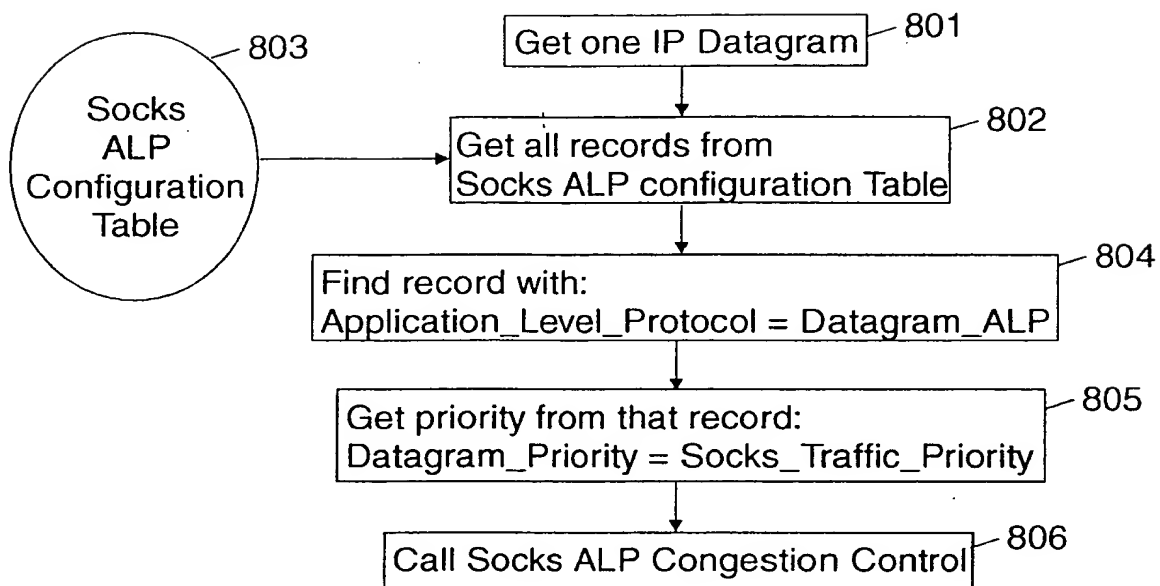 Get one IP Datagram
801
803
Socks
ALP
Configuration
Table
802
Get all records from
Socks ALP configuration Table
804
Find record with:
Application_Level_Protocol = Datagram_ALP
805
Get priority from that record:
Datagram_Priority = Socks_Traffic_Priority
806
Call Socks ALP Congestion Control